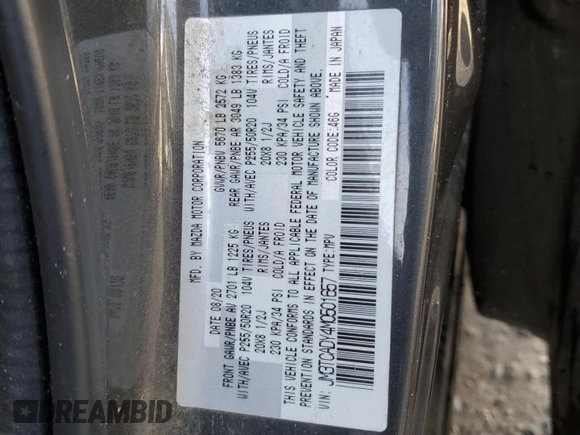 MFD. BY MAZDA MOTOR CORPORATION
DATE 08/20
GVWR/PNBV 5670 LB 2572 KG
FRONT GAWR/PNBE AV 2701 LB 1225 KG
REAR GAWR/PNBE AR 3049 LB 1383 KG
WITH/AVEC P255/50R20 104V TIRES/PNEUS
WITH/AVEC P255/50R20 104V TIRES/PNEUS
20X8 1/2J RIMS/JANTES
20X8 1/2J RIMS/JANTES
230 KPA/34 PSI COLD/A FROID
230 KPA/34 PSI COLD/A FROID
THIS VEHICLE CONFORMS TO ALL APPLICABLE FEDERAL MOTOR VEHICLE SAFETY AND THEFT
PREVENTION STANDARDS IN EFFECT ON THE DATE OF MANUFACTURE SHOWN ABOVE.
COLOR CODE:46G MADE IN JAPAN
VIN: JM3TCADY4M0501657 TYPE:MPV
DREAMBID